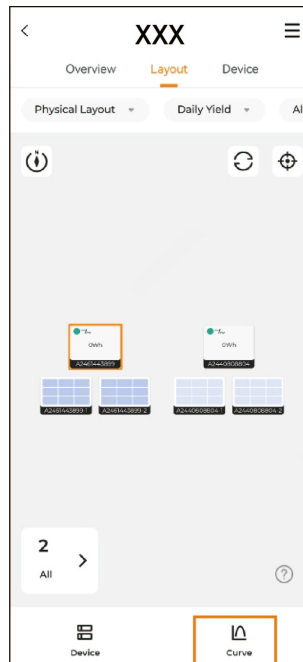 XXX
Overview Layout Device
Physical Layout Daily Yield Al
N
0Wh 0Wh
A2461443899 A2440808804
A2461443899-1 A2461443899-2 A2440808804-1 A2440808804-2
2
All
?
Device Curve